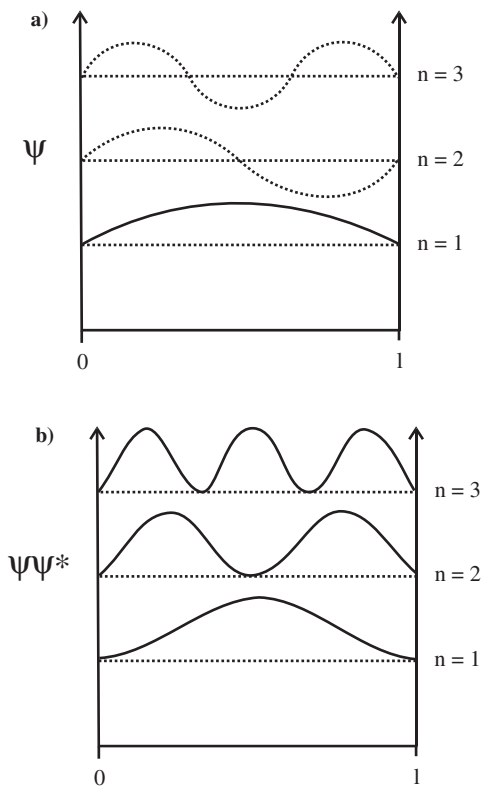 a)
n = 3
ψ
n = 2
n = 1
0
l
b)
n = 3
ψψ*
n = 2
n = 1
0
l